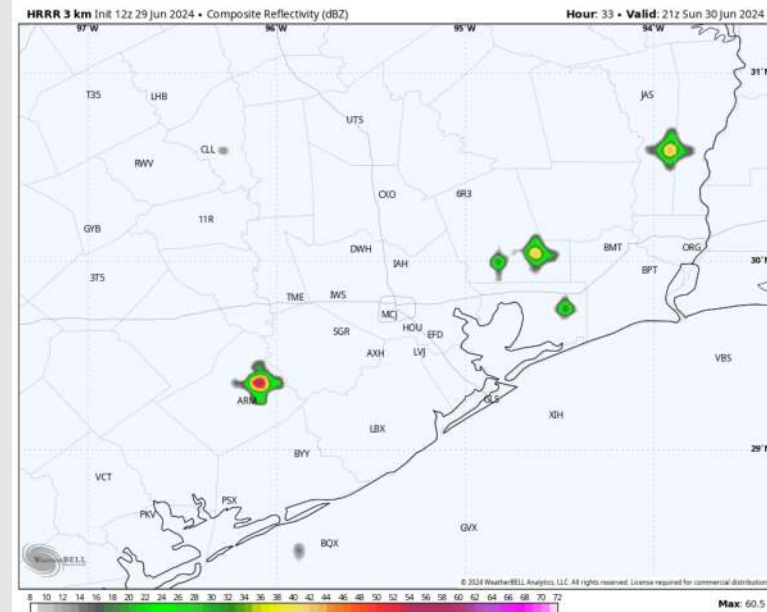 HRRR 3 km Init 12z 29 Jun 2024 • Composite Reflectivity (dBZ) Hour: 33 • Valid: 21z Sun 30 Jun 2024
97°W 96°W 95°W 94°W
31°N
T35 LHB JAS
UTS
CLL
RWV
CXO 6R3
11R
GYB
DWH BMT ORG
IAH 30°N
3T5 BPT
TME IWS
MCJ
SGR HOU EFD
AXH LVJ VBS
ARM GLS
XIH
LBX
BYY 29°N
VCT
PSX
PKV GVX
BQX
WeatherBELL
© 2024 WeatherBELL Analytics, LLC. All rights reserved. License required for commercial distribution
8 10 12 14 16 18 20 22 24 26 28 30 32 34 36 38 40 42 44 46 48 50 52 54 56 58 60 62 64 66 68 70 72 Max: 60.5